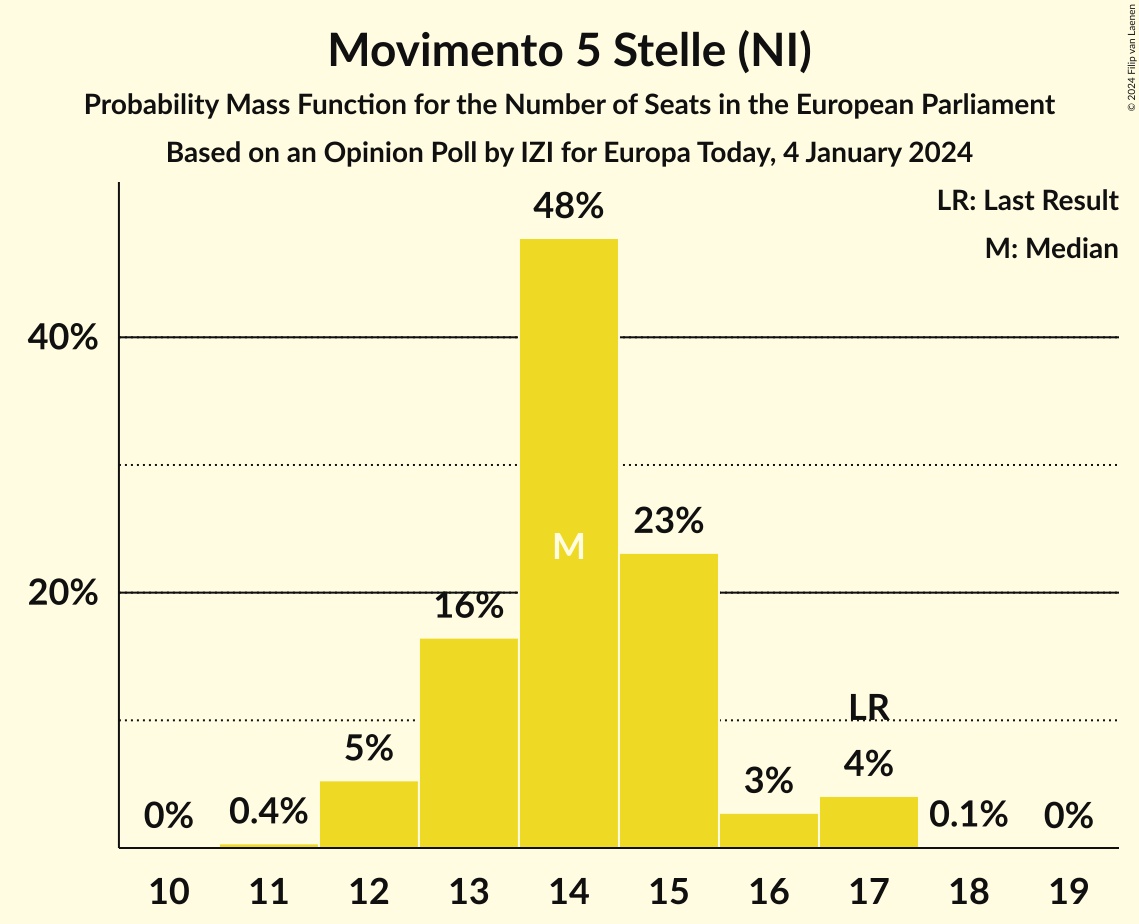 Movimento 5 Stelle (NI)
Probability Mass Function for the Number of Seats in the European Parliament
Based on an Opinion Poll by IZI for Europa Today, 4 January 2024
© 2024 Filip van Laenen
LR: Last Result
M: Median
48%
40%
23%
M
20%
16%
LR
5%
4%
3%
0%
0.4%
0.1%
0%
10 11 12 13 14 15 16 17 18 19